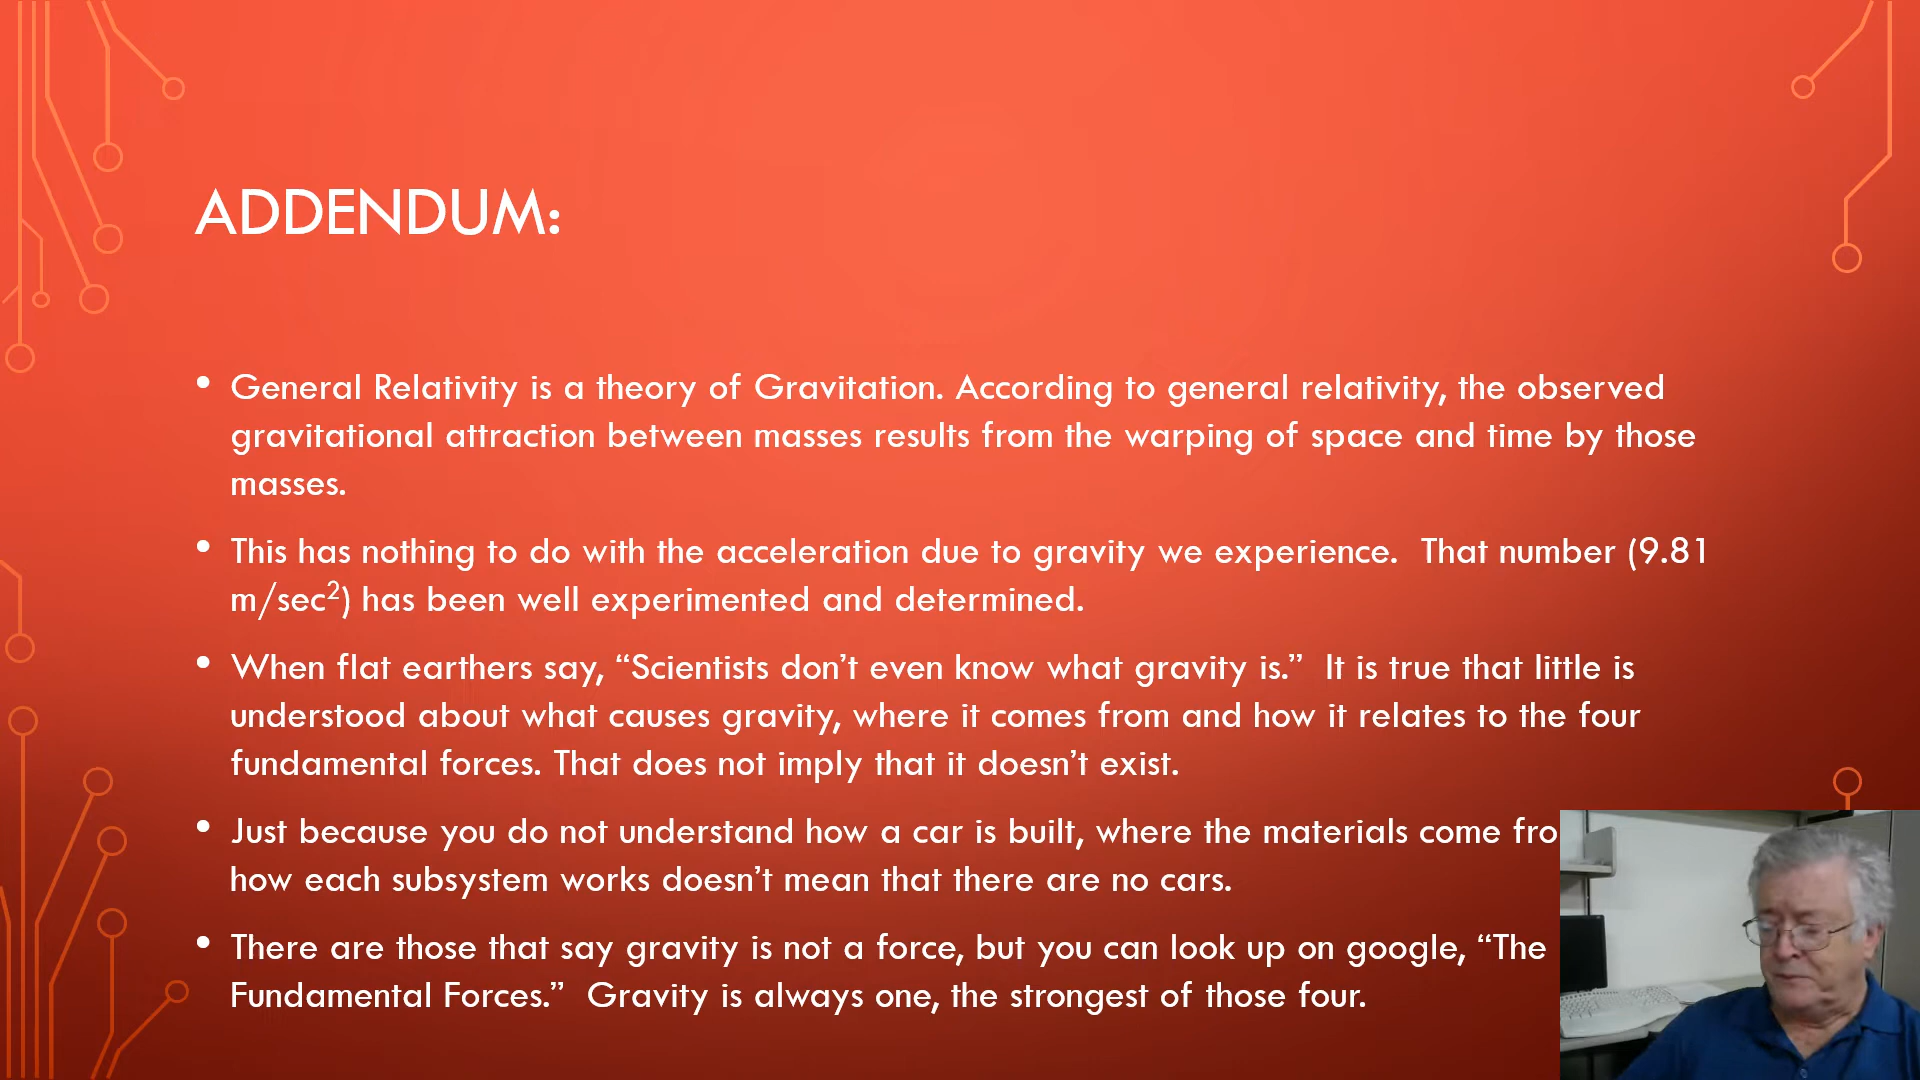 ADDENDUM:
• General Relativity is a theory of Gravitation. According to general relativity, the observed
gravitational attraction between masses results from the warping of space and time by those
masses.
• This has nothing to do with the acceleration due to gravity we experience.  That number (9.81
m/sec²) has been well experimented and determined.
• When flat earthers say, “Scientists don’t even know what gravity is.”  It is true that little is
understood about what causes gravity, where it comes from and how it relates to the four
fundamental forces. That does not imply that it doesn’t exist.
• Just because you do not understand how a car is built, where the materials come fro
how each subsystem works doesn’t mean that there are no cars.
• There are those that say gravity is not a force, but you can look up on google, “The
Fundamental Forces.”  Gravity is always one, the strongest of those four.